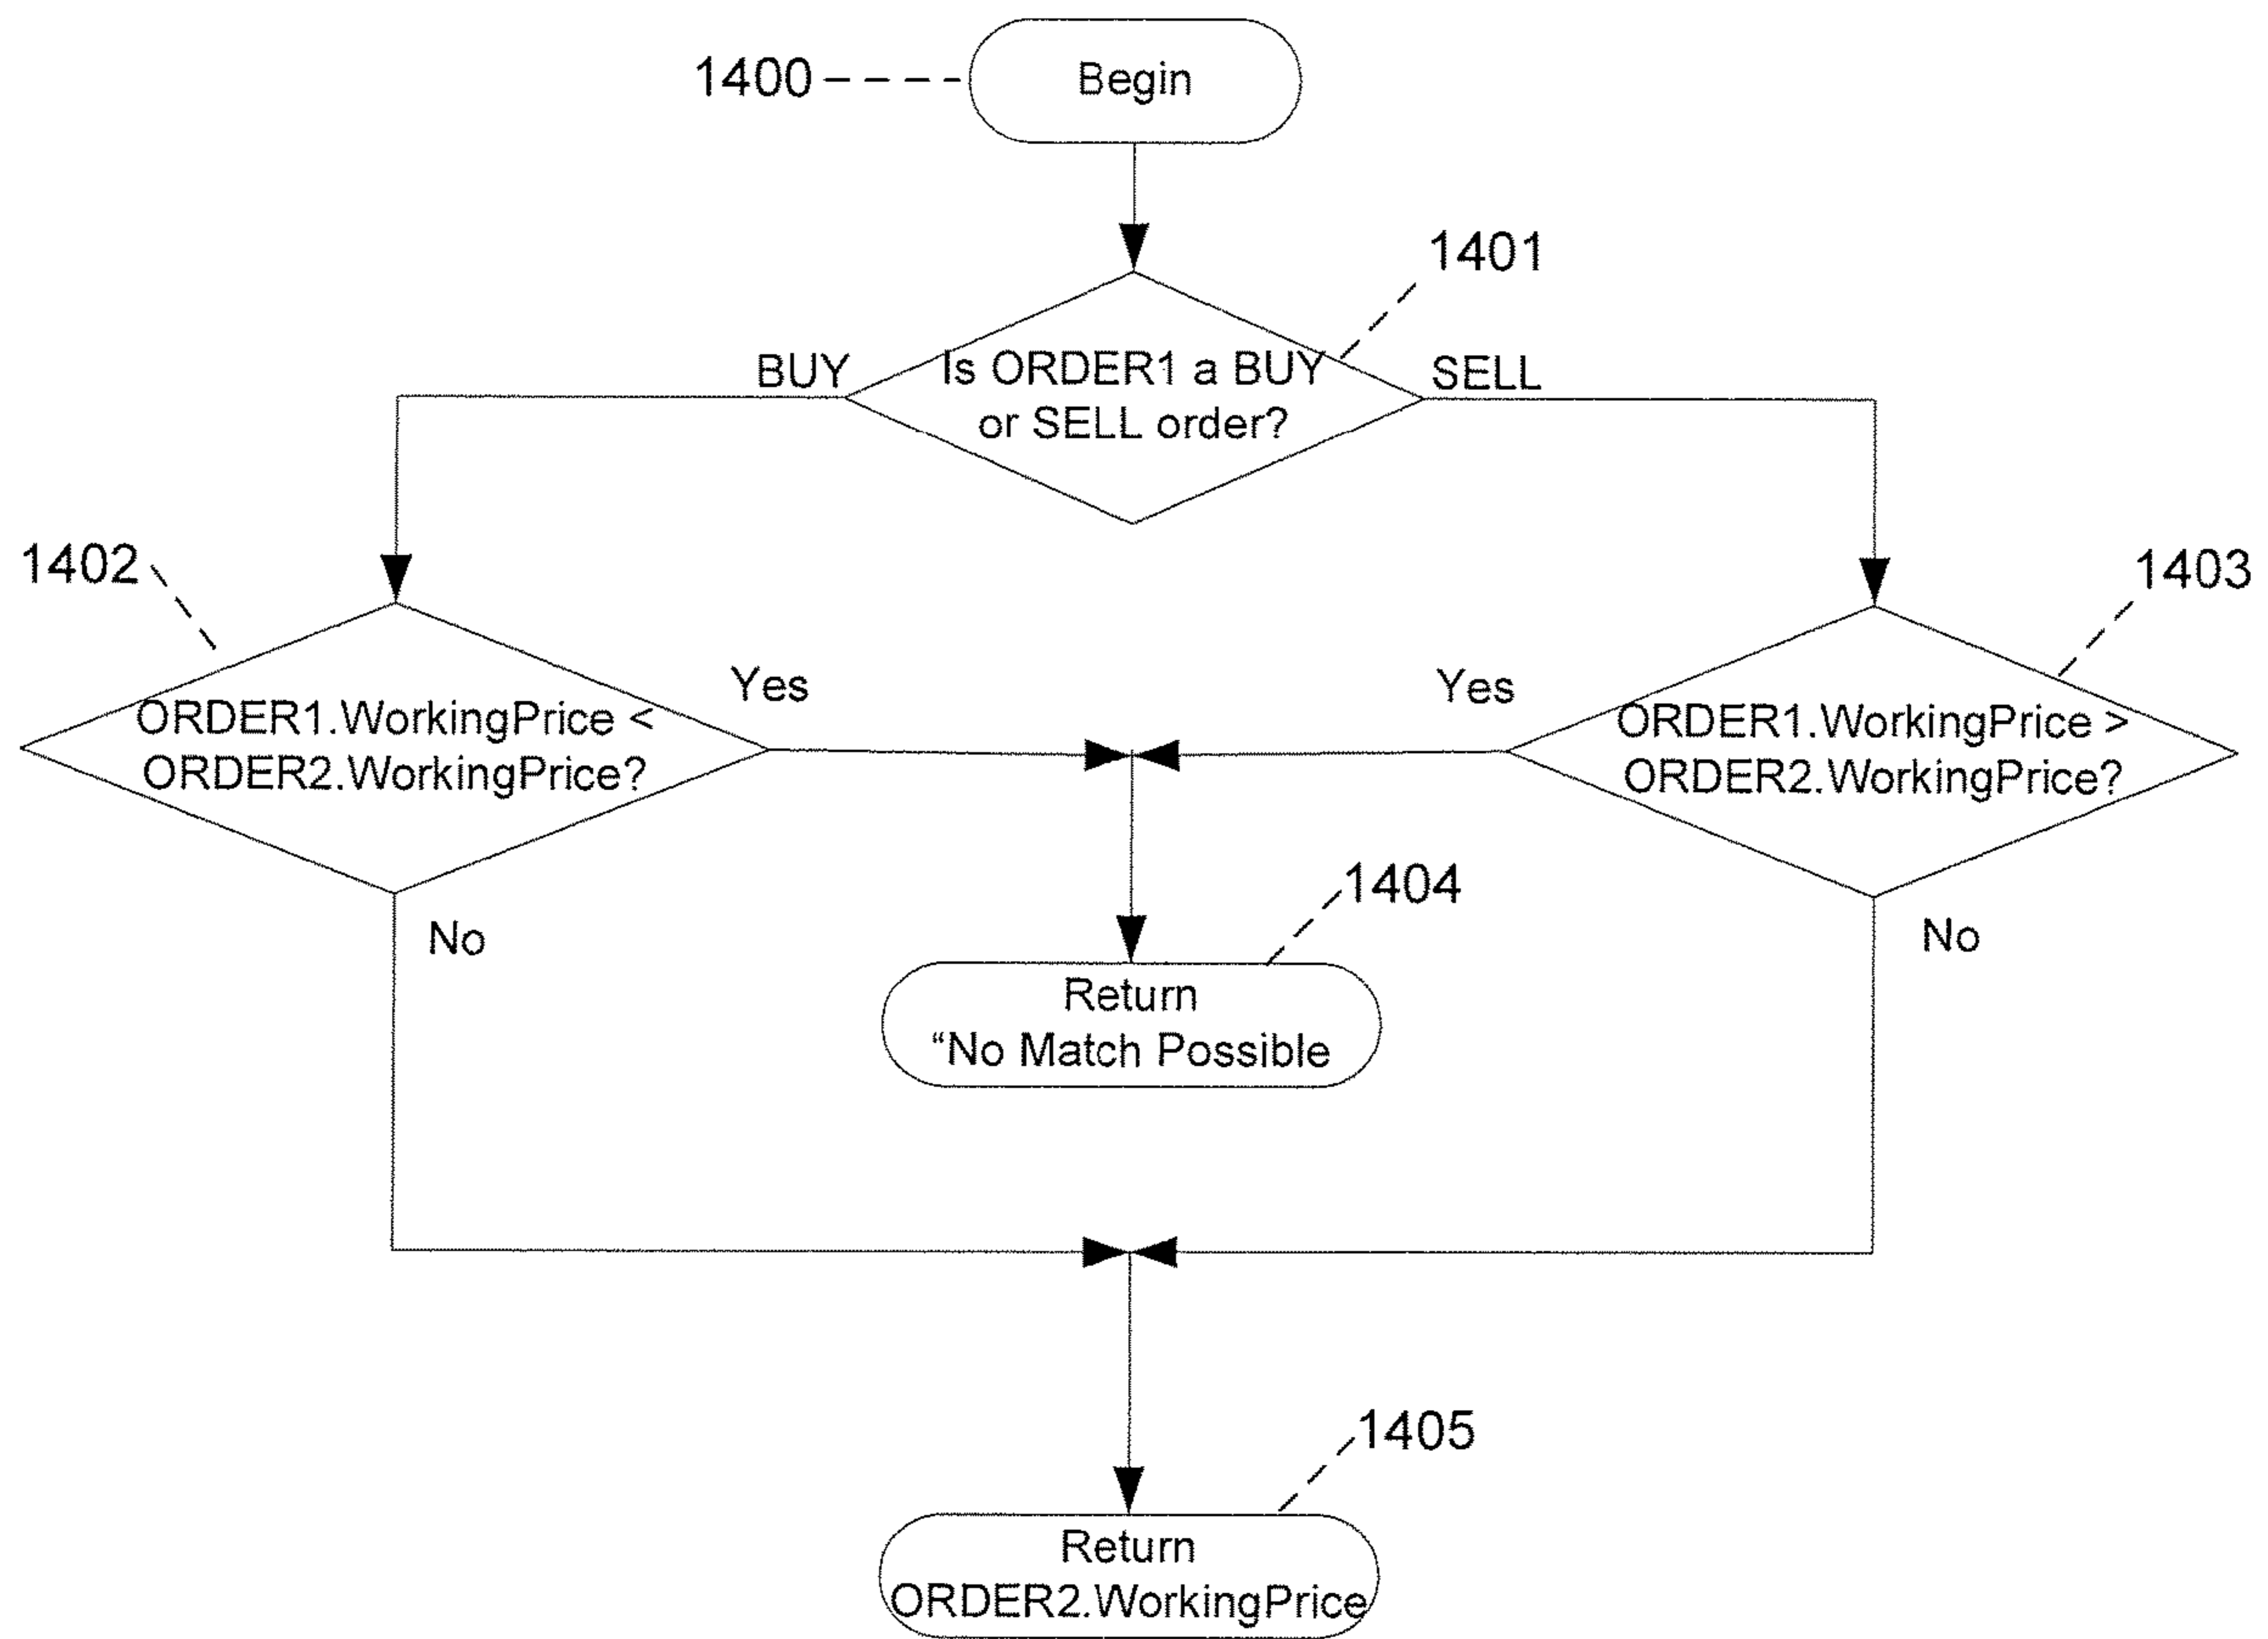 1400
Begin
1401
BUY
Is ORDER1 a BUY
or SELL order?
SELL
1402
1403
ORDER1.WorkingPrice <
ORDER2.WorkingPrice?
Yes
Yes
ORDER1.WorkingPrice >
ORDER2.WorkingPrice?
1404
No
No
Return
“No Match Possible
1405
Return
ORDER2.WorkingPrice